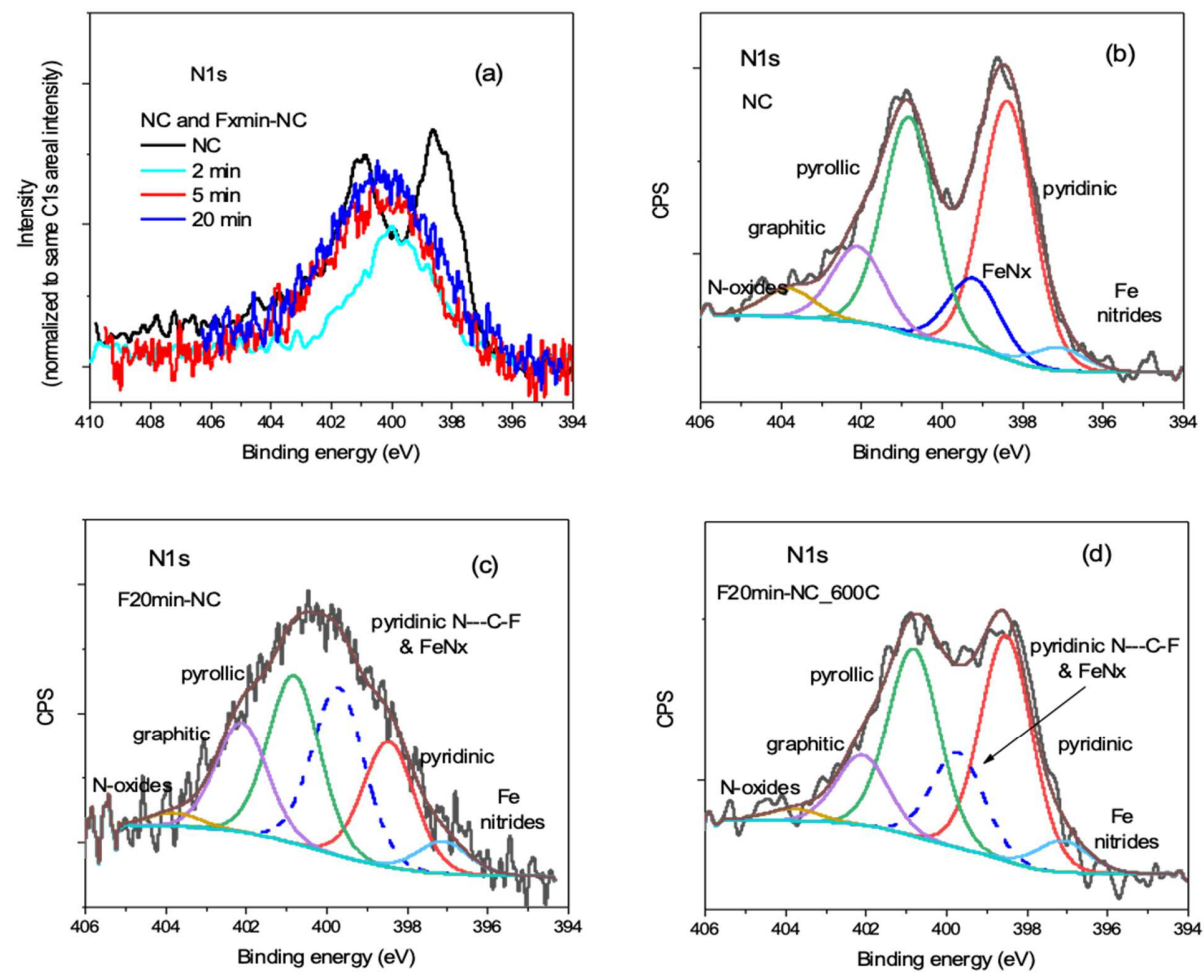 (a)
N1s
NC and Fxmin-NC
NC
2 min
5 min
20 min
Intensity
(normalized to same C1s areal intensity)
410 408 406 404 402 400 398 396 394
Binding energy (eV)
(b)
N1s
NC
pyrollic
pyridinic
graphitic
FeNx
N-oxides
Fe
nitrides
CPS
406 404 402 400 398 396 394
Binding energy (eV)
(c)
N1s
F20min-NC
pyridinic N---C-F
& FeNx
pyrollic
graphitic
pyridinic
N-oxides
Fe
nitrides
CPS
406 404 402 400 398 396 394
Binding energy (eV)
(d)
N1s
F20min-NC_600C
pyridinic N---C-F
& FeNx
pyrollic
graphitic
pyridinic
N-oxides
Fe
nitrides
CPS
406 404 402 400 398 396 394
Binding energy (eV)